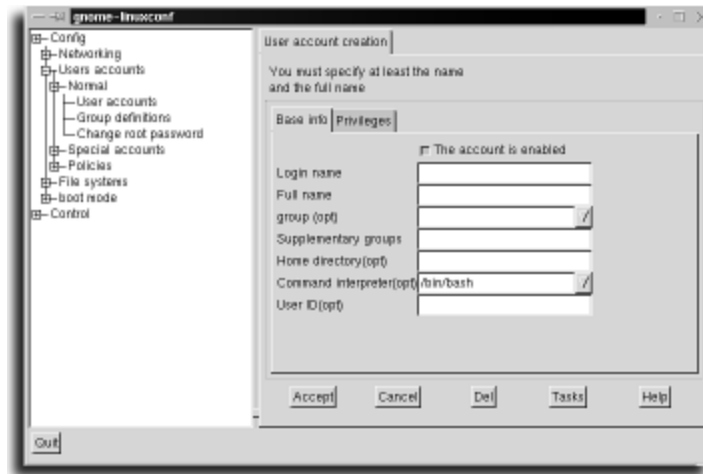 gnome-linuxconf
Config
Networking
Users accounts
Normal
User accounts
Group definitions
Change root password
Special accounts
Policies
File systems
boot mode
Control
Quit
User account creation
You must specify at least the name
and the full name
Base info Privileges
The account is enabled
Login name
Full name
group (opt)
Supplementary groups
Home directory(opt)
Command interpreter(opt) /bin/bash
User ID(opt)
Accept Cancel Del Tasks Help